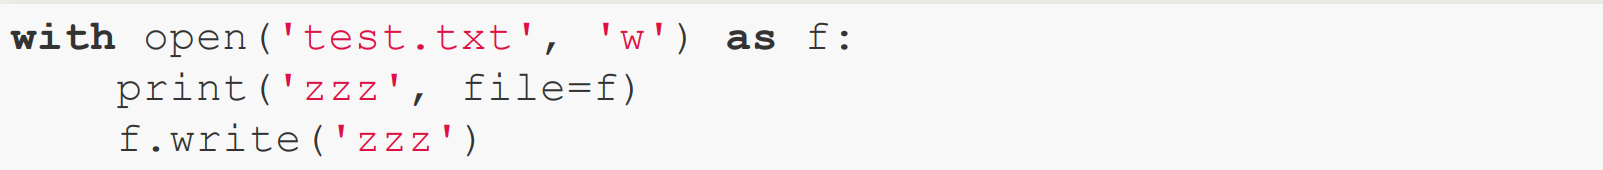 with open('test.txt', 'w') as f:
    print('zzz', file=f)
    f.write('zzz')